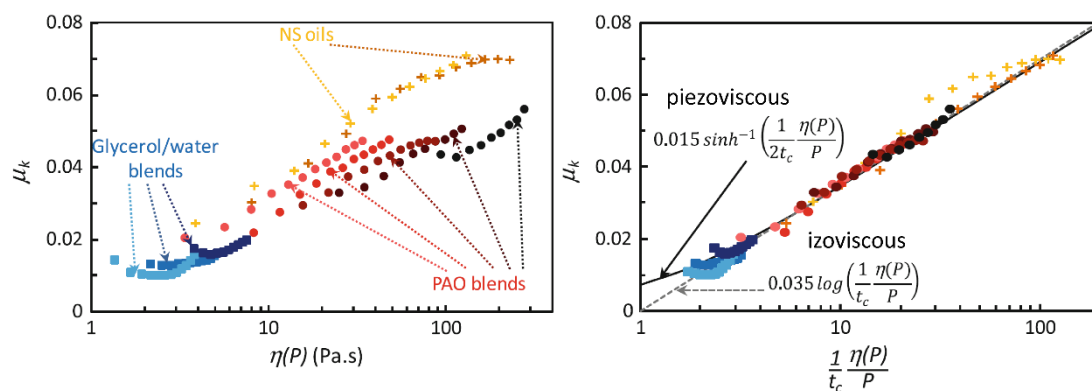 0.08
0.06
0.04
0.02
0
μk
NS oils
Glycerol/water
blends
PAO blends
1
10
100
η(P) (Pa.s)
0.08
0.06
0.04
0.02
0
μk
piezoviscous
0.015 sinh⁻¹ (1/2tc η(P)/P)
izoviscous
0.035 log (1/tc η(P)/P)
1
10
100
1/tc η(P)/P